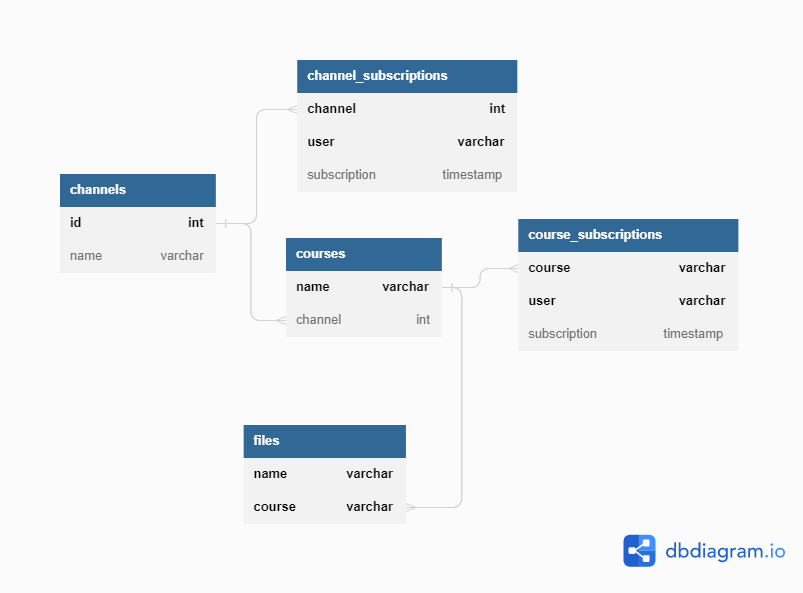 channel_subscriptions
channel int
user varchar
subscription timestamp
channels
id int
name varchar
courses
name varchar
channel int
course_subscriptions
course varchar
user varchar
subscription timestamp
files
name varchar
course varchar
dbdiagram.io